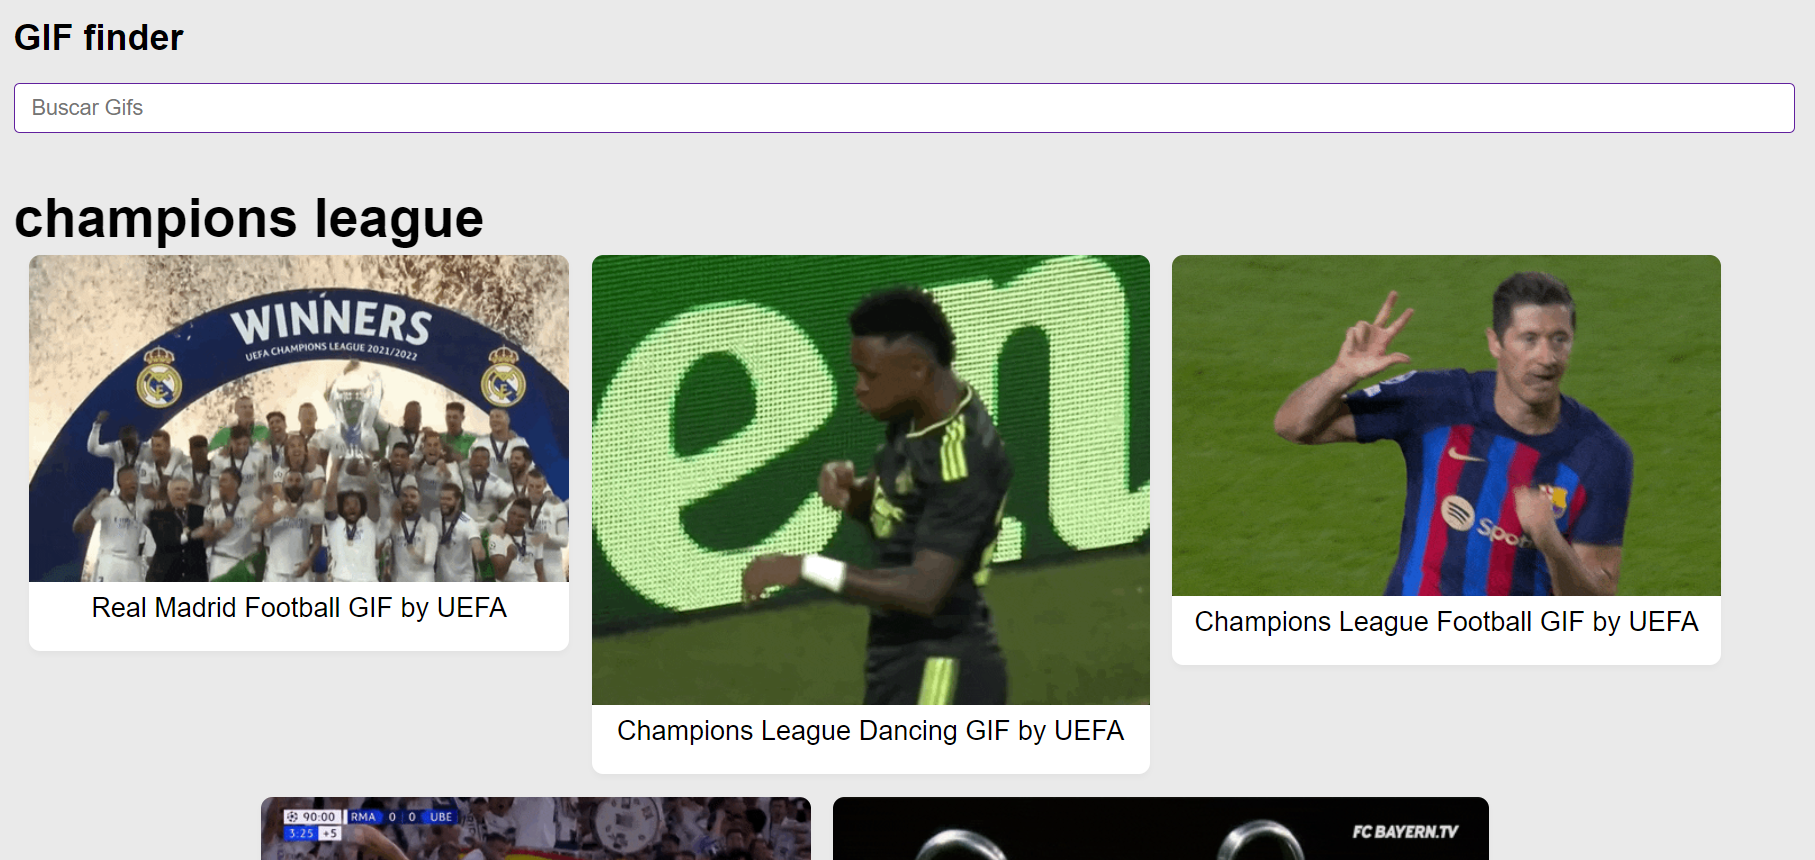 GIF finder
Buscar Gifs
champions league
WINNERS
UEFA CHAMPIONS LEAGUE 2021/2022
Real Madrid Football GIF by UEFA
en
Champions League Dancing GIF by UEFA
Spot
Champions League Football GIF by UEFA
90:00 RMA 0 0 UBE
3:25 +5
FC BAYERN.TV